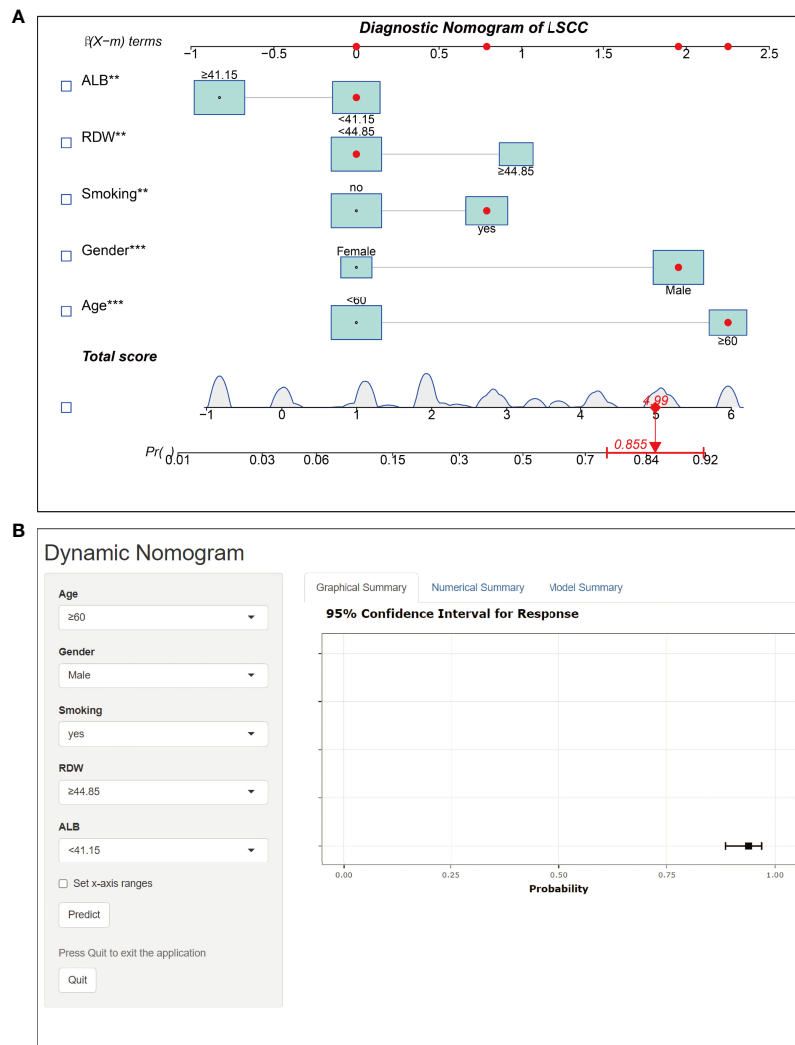 A
Diagnostic Nomogram of LSCC
β(X−m) terms
−1 −0.5 0 0.5 1 1.5 2 2.5
≥41.15
ALB**
<41.15
<44.85
RDW**
≥44.85
no
Smoking**
yes
Female
Gender***
Male
<60
Age***
≥60
Total score
4.99
−1 0 1 2 3 4 5 6
0.855
Pr( )
0.01 0.03 0.06 0.15 0.3 0.5 0.7 0.84 0.92
B
Dynamic Nomogram
Graphical Summary Numerical Summary Model Summary
95% Confidence Interval for Response
Age
≥60
Gender
Male
Smoking
yes
RDW
≥44.85
ALB
<41.15
0.00 0.25 0.50 0.75 1.00
Probability
Set x-axis ranges
Predict
Press Quit to exit the application
Quit